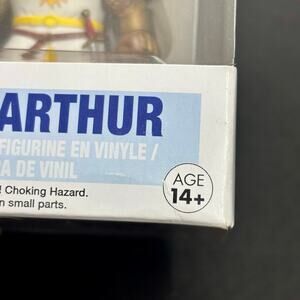 ARTHUR
FIGURINE EN VINYLE /
A DE VINIL
! Choking Hazard.
n small parts.
AGE
14+